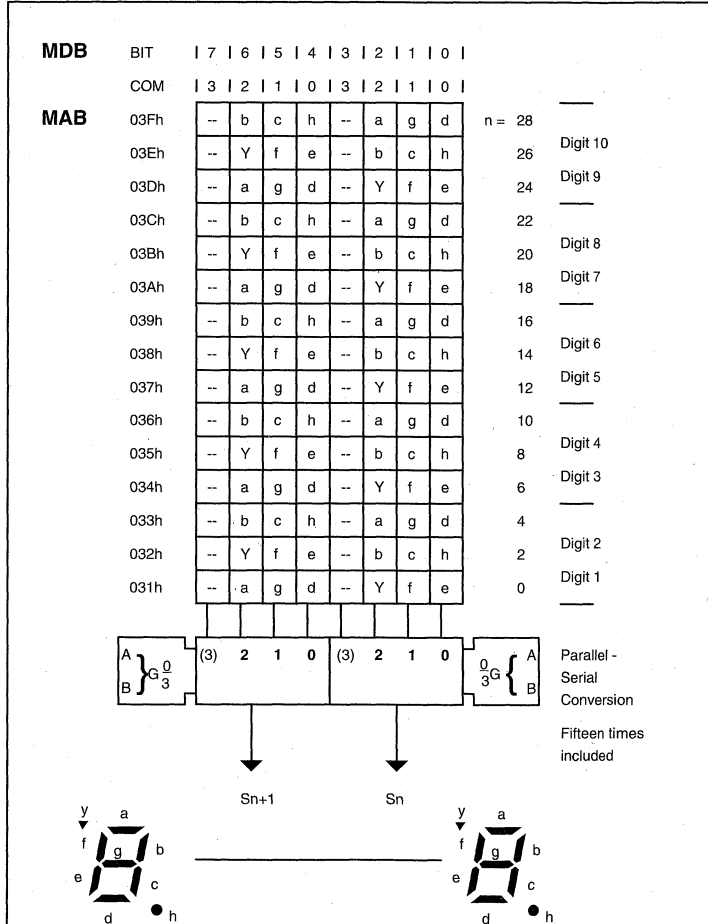 MDB BIT | 7 | 6 | 5 | 4 | 3 | 2 | 1 | 0 |
COM | 3 | 2 | 1 | 0 | 3 | 2 | 1 | 0 |
MAB 03Fh -- b c h -- a g d n = 28
03Eh -- Y f e -- b c h 26 Digit 10
03Dh -- a g d -- Y f e 24 Digit 9
03Ch -- b c h -- a g d 22
03Bh -- Y f e -- b c h 20 Digit 8
03Ah -- a g d -- Y f e 18 Digit 7
039h -- b c h -- a g d 16
038h -- Y f e -- b c h 14 Digit 6
037h -- a g d -- Y f e 12 Digit 5
036h -- b c h -- a g d 10
035h -- Y f e -- b c h 8 Digit 4
034h -- a g d -- Y f e 6 Digit 3
033h -- b c h -- a g d 4
032h -- Y f e -- b c h 2 Digit 2
031h -- a g d -- Y f e 0 Digit 1
A B } G 0/3 (3) 2 1 0 (3) 2 1 0 0/3 G { A B
Parallel -
Serial
Conversion
Fifteen times
included
Sn+1 Sn
y a f g b e c d h
y a f g b e c d h